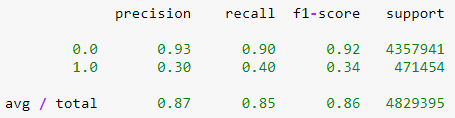 precision recall f1-score support
0.0 0.93 0.90 0.92 4357941
1.0 0.30 0.40 0.34 471454
avg / total 0.87 0.85 0.86 4829395